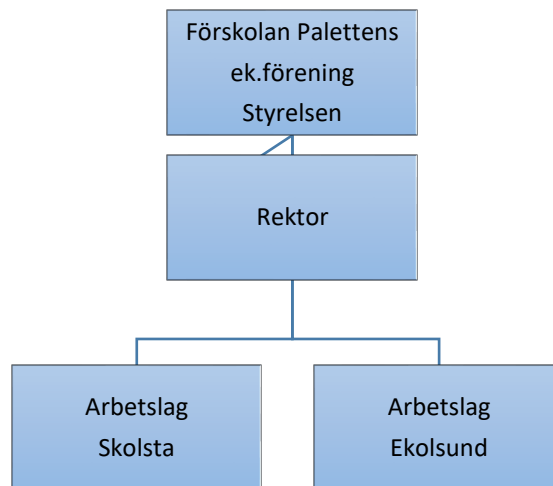 Förskolan Palettens
ek.förening
Styrelsen
Rektor
Arbetslag
Skolsta
Arbetslag
Ekolsund